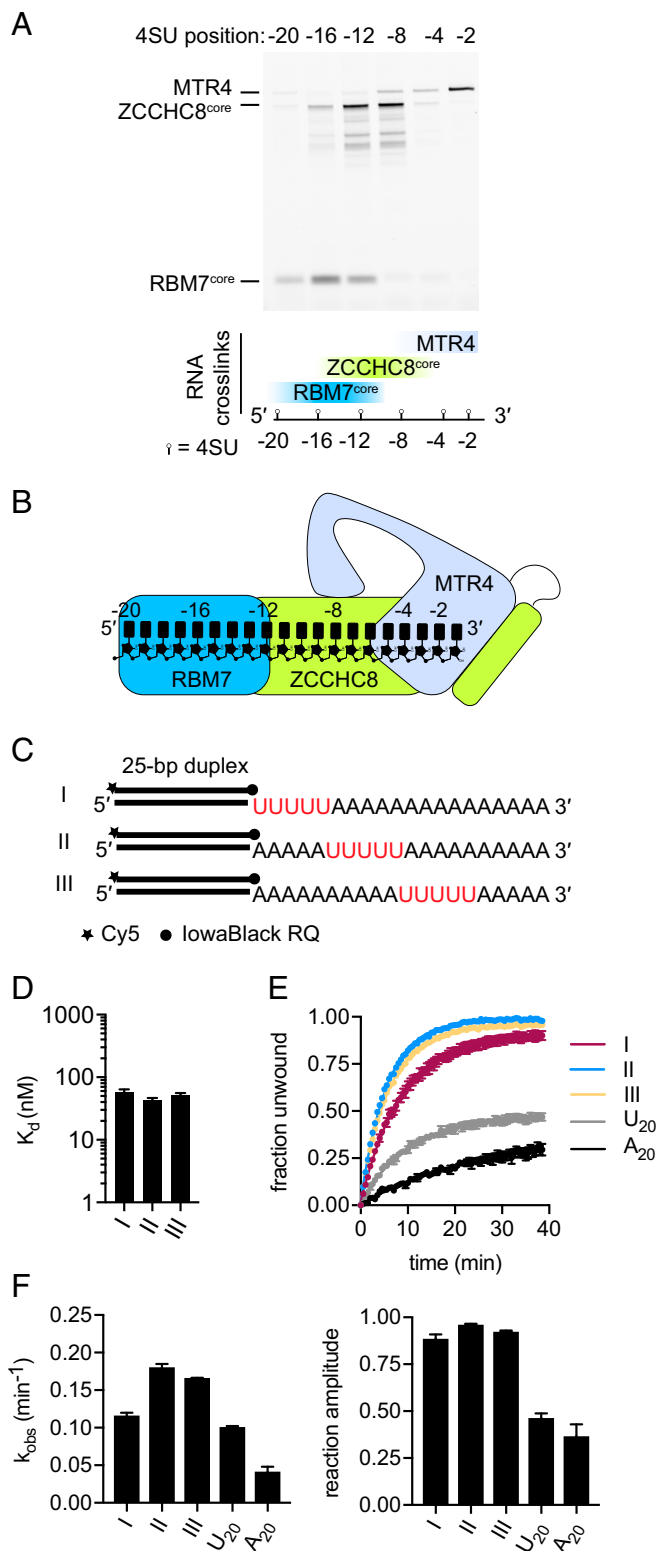 A
4SU position: -20 -16 -12 -8 -4 -2
MTR4
ZCCHC8core
RBM7core
RNA crosslinks
MTR4
ZCCHC8core
RBM7core
5′ 3′
-20 -16 -12 -8 -4 -2
= 4SU
B
MTR4
-20 -16 -12 -8 -4 -2
5′ 3′
RBM7 ZCCHC8
C
25-bp duplex
I 5′ UUUUUAAAAAAAAAAAAAAA 3′
II 5′ AAAAAUUUUUAAAAAAAAAA 3′
III 5′ AAAAAAAAAAUUUUUAAAAA 3′
Cy5 IowaBlack RQ
D
Kd (nM)
1000
100
10
1
I II III
E
fraction unwound
1.00
0.75
0.50
0.25
0.00
0 10 20 30 40
time (min)
I
II
III
U20
A20
F
kobs (min-1)
0.25
0.20
0.15
0.10
0.05
0.00
I II III U20 A20
reaction amplitude
1.00
0.75
0.50
0.25
0.00
I II III U20 A20